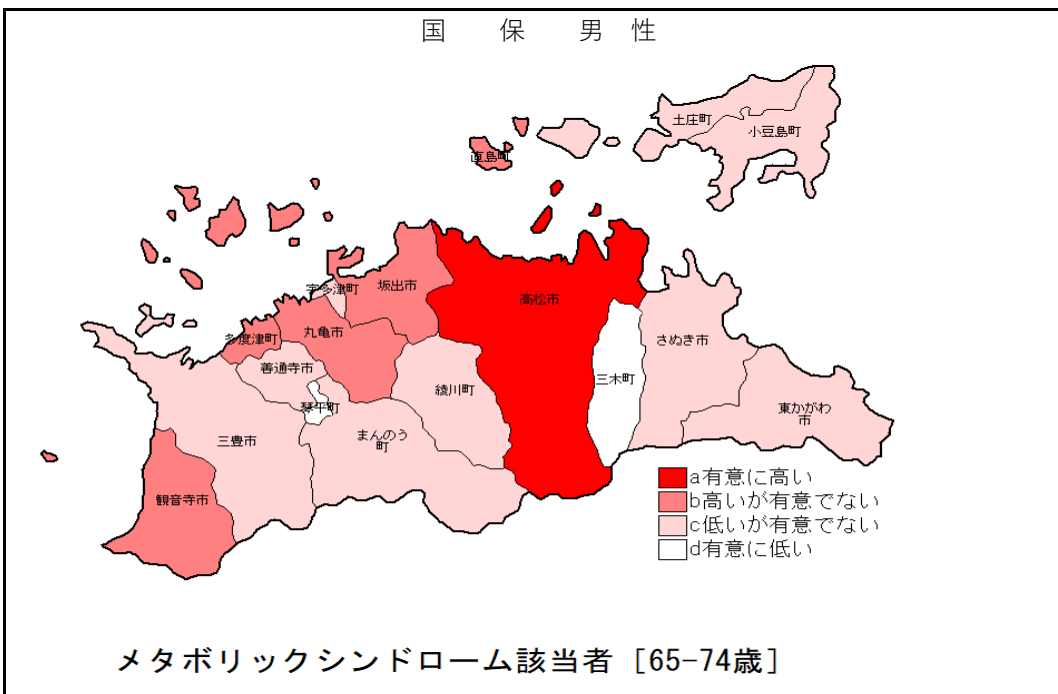 国保男性
土庄町
小豆島町
直島町
宇多津町
坂出市
高松市
多度津町
丸亀市
さぬき市
善通寺市
三木町
綾川町
琴平町
東かがわ
市
まんのう
町
三豊市
観音寺市
a有意に高い
b高いが有意でない
c低いが有意でない
d有意に低い
メタボリックシンドローム該当者［65-74歳］